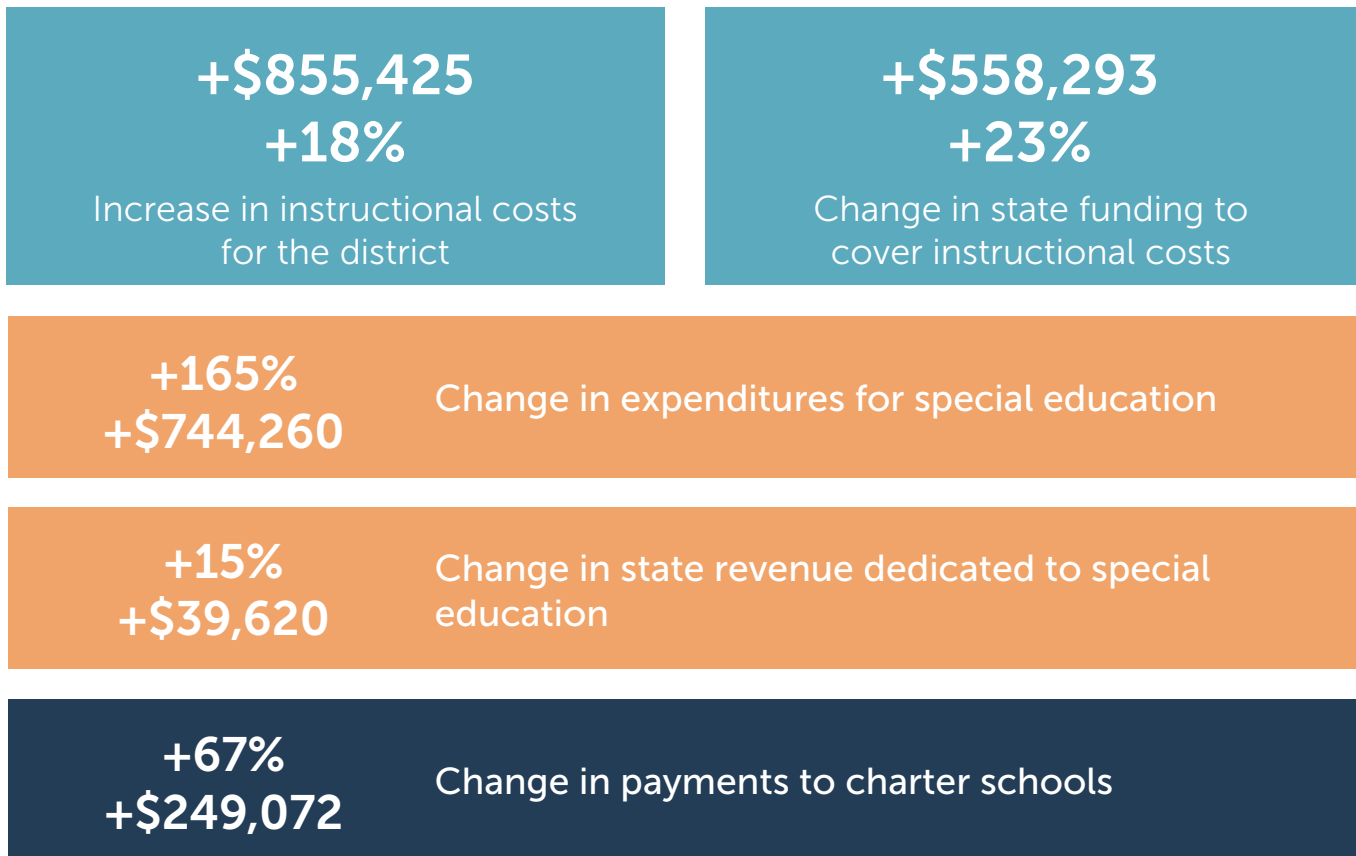 +$855,425
+18%
Increase in instructional costs
for the district
+$558,293
+23%
Change in state funding to
cover instructional costs
+165%
+$744,260
Change in expenditures for special education
+15%
+$39,620
Change in state revenue dedicated to special
education
+67%
+$249,072
Change in payments to charter schools